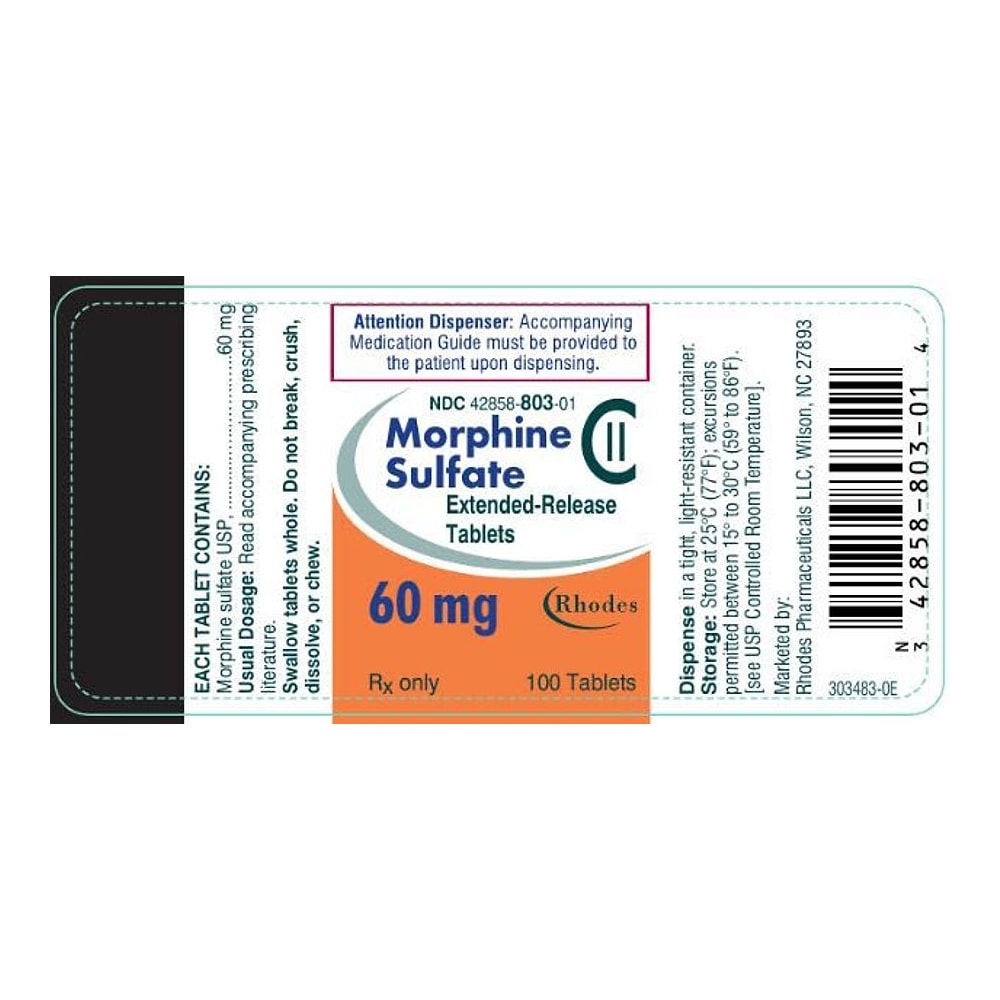 EACH TABLET CONTAINS:
Morphine sulfate USP, ............................60 mg
Usual Dosage: Read accompanying prescribing
literature.
Swallow tablets whole. Do not break, crush,
dissolve, or chew.
Attention Dispenser: Accompanying
Medication Guide must be provided to
the patient upon dispensing.
NDC 42858-803-01
Morphine
Sulfate
CII
Extended-Release
Tablets
60 mg
Rhodes
Rx only
100 Tablets
Dispense in a tight, light-resistant container.
Storage: Store at 25°C (77°F); excursions
permitted between 15° to 30°C (59° to 86°F).
[see USP Controlled Room Temperature].
Marketed by:
Rhodes Pharmaceuticals LLC, Wilson, NC 27893
303483-0E
N
3 42858-803-01 4